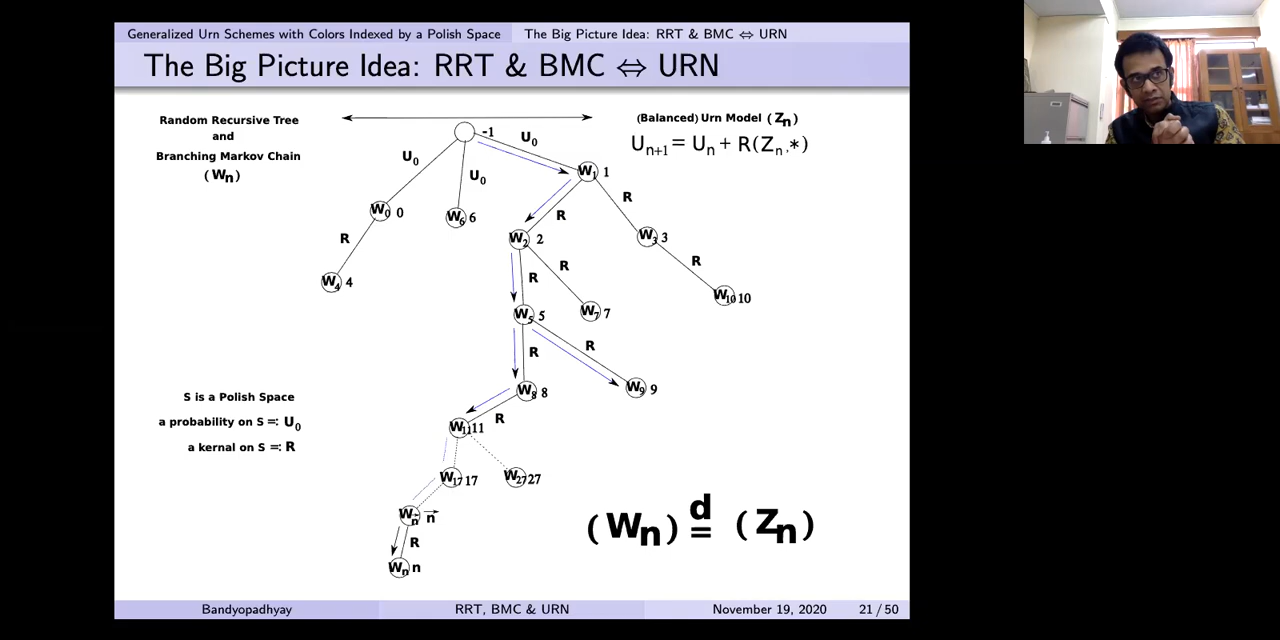 Generalized Urn Schemes with Colors Indexed by a Polish Space The Big Picture Idea: RRT & BMC ⇔ URN
The Big Picture Idea: RRT & BMC ⇔ URN
Random Recursive Tree
and
Branching Markov Chain
(Wn)
(Balanced) Urn Model (Zn)
Un+1 = Un + R(Zn,*)
-1
U0
U0
U0
W1 1
W0 0
W6 6
R
R
R
W2 2
W3 3
R
R
R
W4 4
W5 5
W7 7
W10 10
R
R
W8 8
W9 9
S is a Polish Space
a probability on S =: U0
a kernel on S =: R
R
W11 11
W17 17
W27 27
Wn→ n→
R
Wn n
(Wn) d= (Zn)
Bandyopadhyay RRT, BMC & URN November 19, 2020 21 / 50